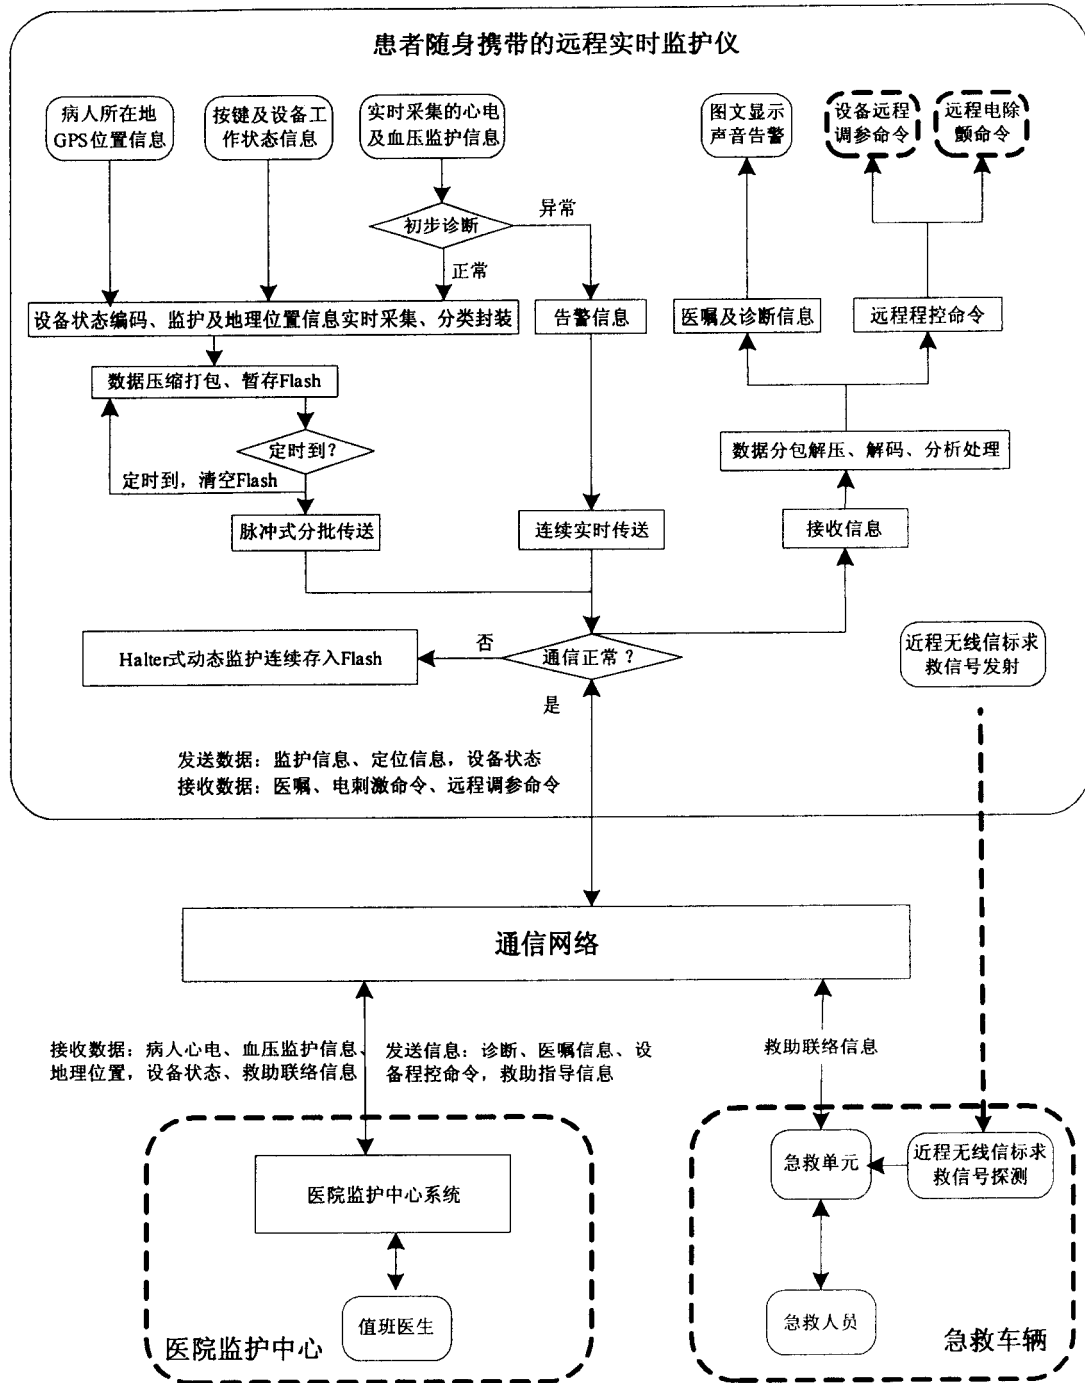 患者随身携带的远程实时监护仪
病人所在地
GPS位置信息
按键及设备工
作状态信息
实时采集的心电
及血压监护信息
图文显示
声音告警
设备远程
调参命令
远程电除
颤命令
初步诊断
异常
正常
设备状态编码、监护及地理位置信息实时采集、分类封装
告警信息
医嘱及诊断信息
远程程控命令
数据压缩打包、暂存Flash
定时到?
数据分包解压、解码、分析处理
定时到，清空Flash
脉冲式分批传送
连续实时传送
接收信息
Halter式动态监护连续存入Flash
否
通信正常?
是
近程无线信标求
救信号发射
发送数据：监护信息、定位信息，设备状态
接收数据：医嘱、电刺激命令、远程调参命令
通信网络
接收数据：病人心电、血压监护信息、
地理位置，设备状态、救助联络信息
发送信息：诊断、医嘱信息、设
备程控命令，救助指导信息
救助联络信息
医院监护中心系统
值班医生
医院监护中心
急救单元
近程无线信标求
救信号探测
急救人员
急救车辆